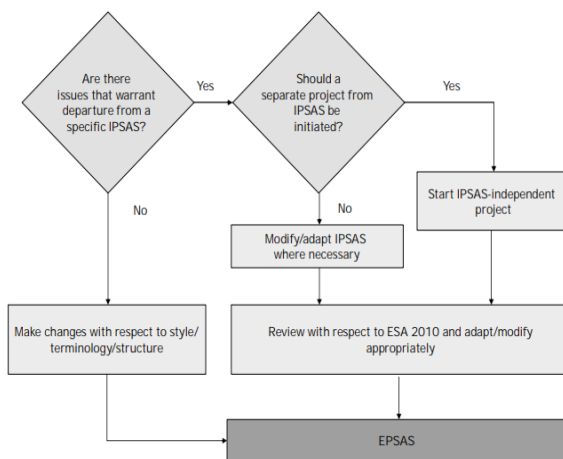 Are there
issues that warrant
departure from a
specific IPSAS?
Yes
Should a
separate project from
IPSAS be
initiated?
Yes
No
No
Start IPSAS-independent
project
Modify/adapt IPSAS
where necessary
Make changes with respect to style/
terminology/structure
Review with respect to ESA 2010 and adapt/modify
appropriately
EPSAS